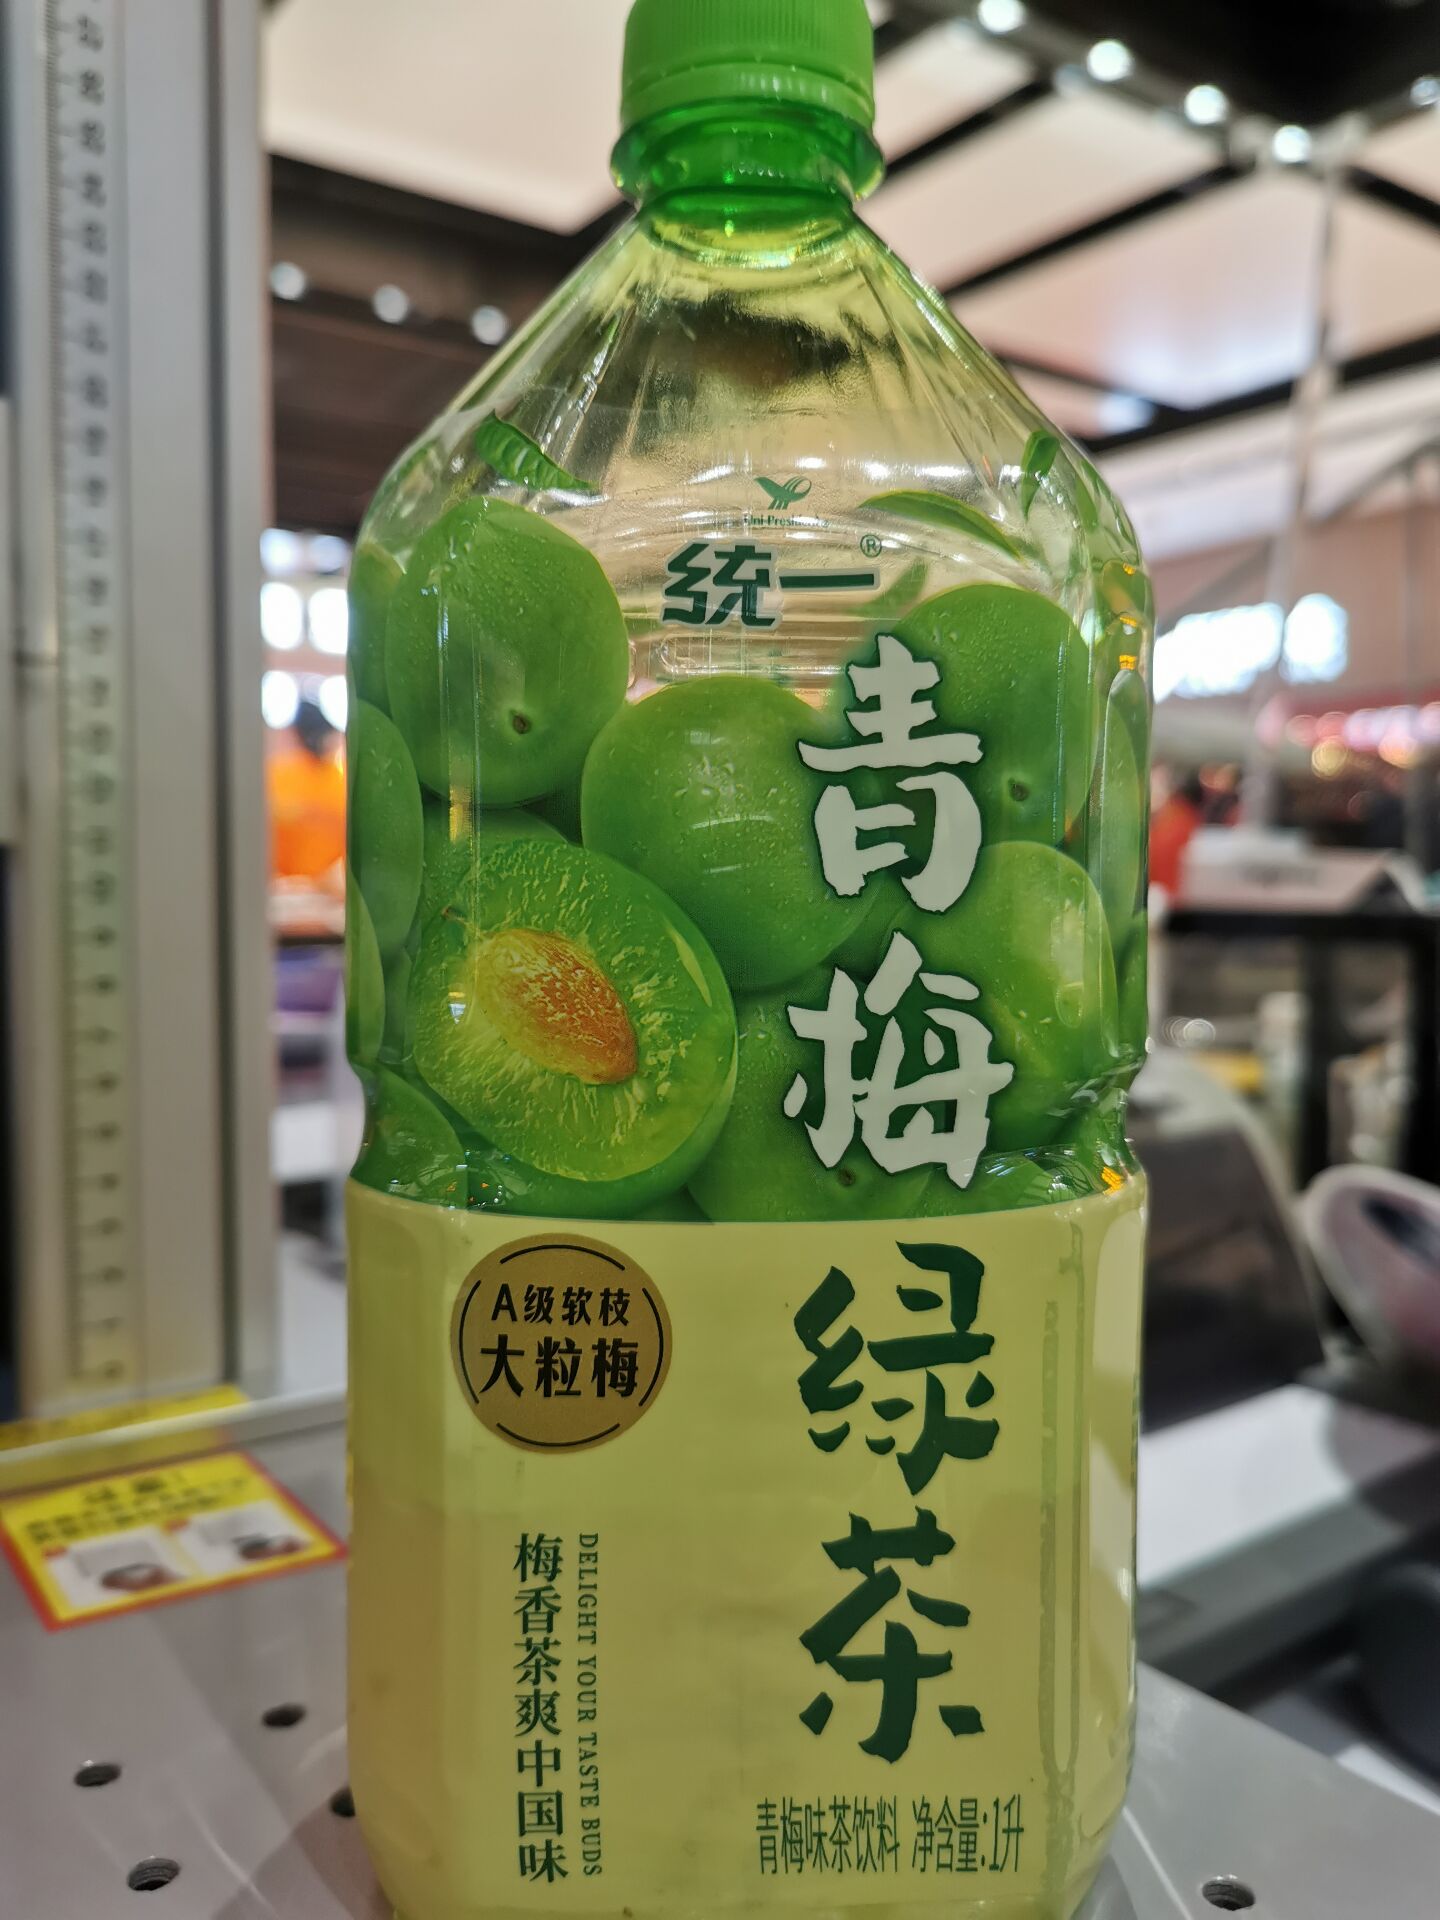 Uni-President
统一®
青梅
绿茶
A级软枝
大粒梅
梅香茶爽中国味
DELIGHT YOUR TASTE BUDS
青梅味茶饮料 净含量:1升